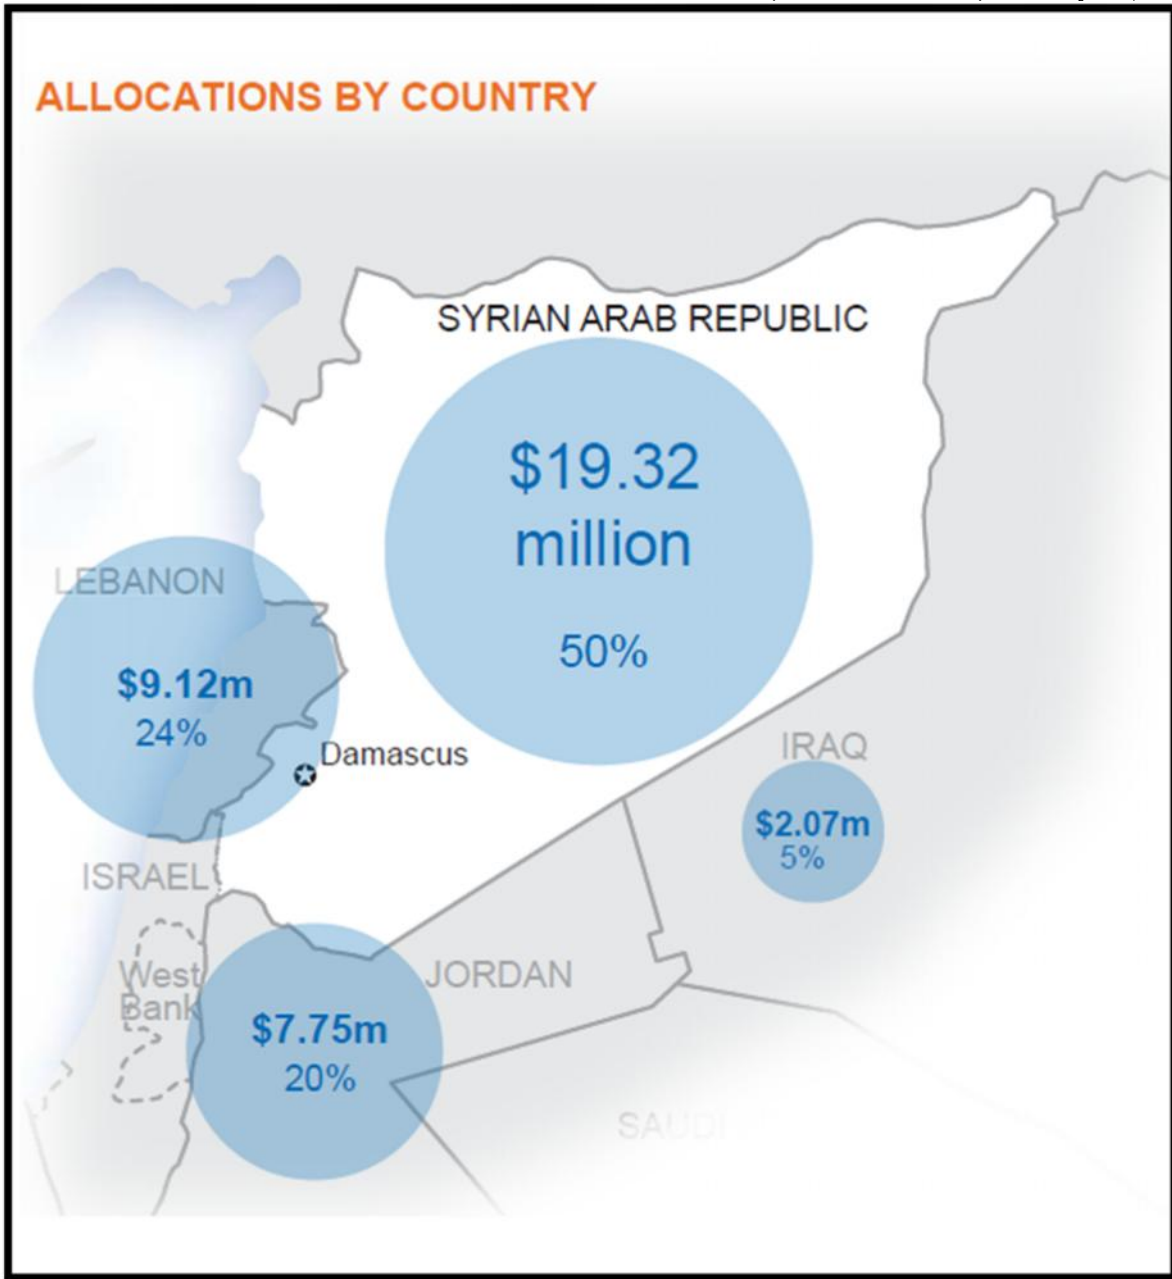 ALLOCATIONS BY COUNTRY
SYRIAN ARAB REPUBLIC
$19.32
million
50%
LEBANON
$9.12m
24%
Damascus
IRAQ
$2.07m
5%
ISRAEL
West
Bank
JORDAN
$7.75m
20%
SAUDI